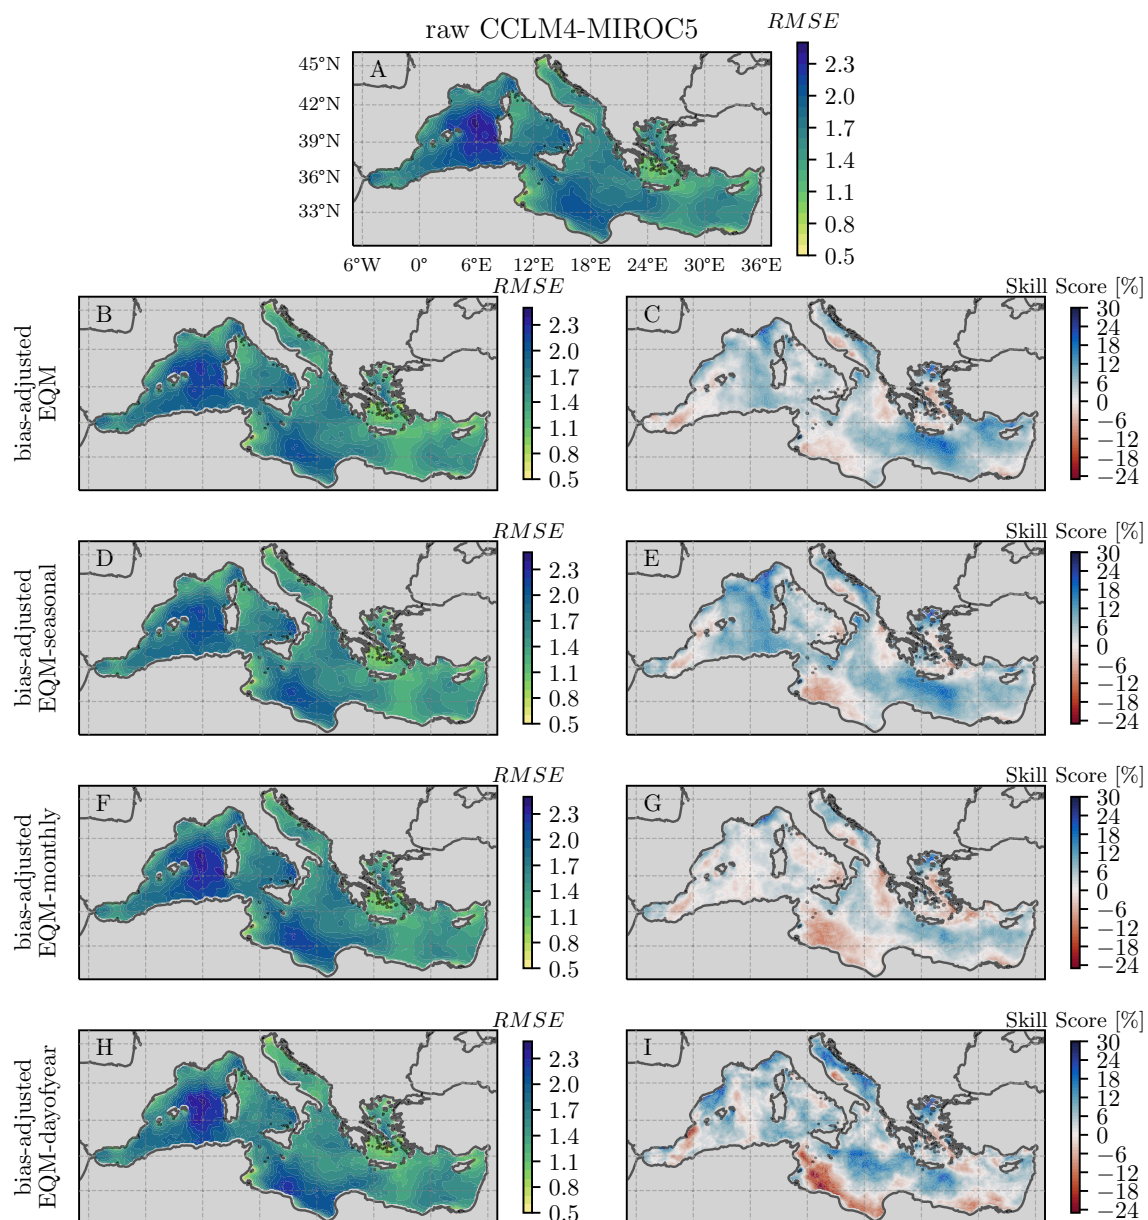 raw CCLM4-MIROC5
RMSE
A
45°N
42°N
39°N
36°N
33°N
6°W 0° 6°E 12°E 18°E 24°E 30°E 36°E
2.3
2.0
1.7
1.4
1.1
0.8
0.5
bias-adjusted
EQM
B
RMSE
2.3
2.0
1.7
1.4
1.1
0.8
0.5
C
Skill Score [%]
30
24
18
12
6
0
−6
−12
−18
−24
bias-adjusted
EQM-seasonal
D
RMSE
2.3
2.0
1.7
1.4
1.1
0.8
0.5
E
Skill Score [%]
30
24
18
12
6
0
−6
−12
−18
−24
bias-adjusted
EQM-monthly
F
RMSE
2.3
2.0
1.7
1.4
1.1
0.8
0.5
G
Skill Score [%]
30
24
18
12
6
0
−6
−12
−18
−24
bias-adjusted
EQM-dayofyear
H
RMSE
2.3
2.0
1.7
1.4
1.1
0.8
0.5
I
Skill Score [%]
30
24
18
12
6
0
−6
−12
−18
−24